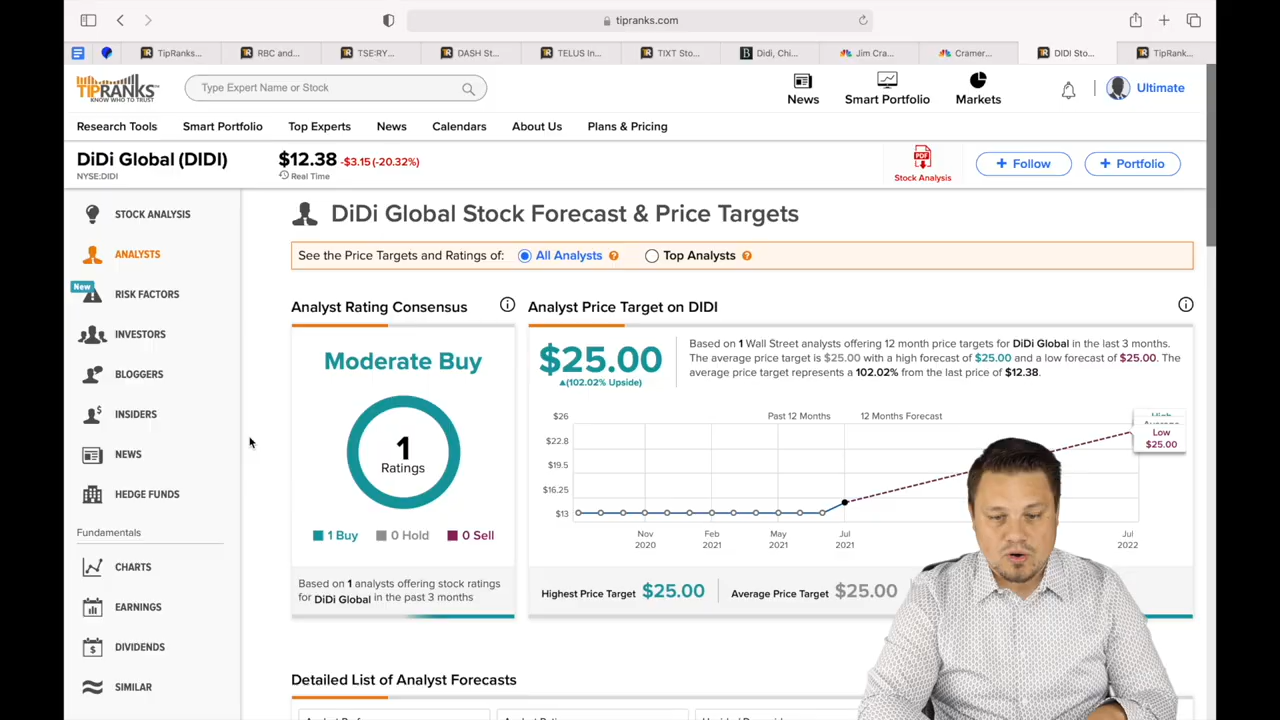 tipranks.com
TipRanks...
RBC and...
TSE:RY...
DASH St...
TELUS In...
TIXT Sto...
Didi, Chi...
Jim Cra...
Cramer...
DIDI Sto...
TipRank...
TIPRANKS
KNOW WHO TO TRUST
Type Expert Name or Stock
News
Smart Portfolio
Markets
Ultimate
Research Tools
Smart Portfolio
Top Experts
News
Calendars
About Us
Plans & Pricing
DiDi Global (DIDI)
NYSE:DIDI
$12.38 -$3.15 (-20.32%)
Real Time
PDF
Stock Analysis
+ Follow
+ Portfolio
STOCK ANALYSIS
ANALYSTS
New
RISK FACTORS
INVESTORS
BLOGGERS
INSIDERS
NEWS
HEDGE FUNDS
Fundamentals
CHARTS
EARNINGS
DIVIDENDS
SIMILAR
DiDi Global Stock Forecast & Price Targets
See the Price Targets and Ratings of: All Analysts ? Top Analysts ?
Analyst Rating Consensus
Moderate Buy
1
Ratings
1 Buy 0 Hold 0 Sell
Based on 1 analysts offering stock ratings
for DiDi Global in the past 3 months
Analyst Price Target on DIDI
$25.00
▲(102.02% Upside)
Based on 1 Wall Street analysts offering 12 month price targets for DiDi Global in the last 3 months.
The average price target is $25.00 with a high forecast of $25.00 and a low forecast of $25.00. The
average price target represents a 102.02% from the last price of $12.38.
Past 12 Months
12 Months Forecast
$26
$22.8
$19.5
$16.25
$13
High
Average
Low
$25.00
Nov
2020
Feb
2021
May
2021
Jul
2021
Jul
2022
Highest Price Target $25.00
Average Price Target $25.00
Detailed List of Analyst Forecasts